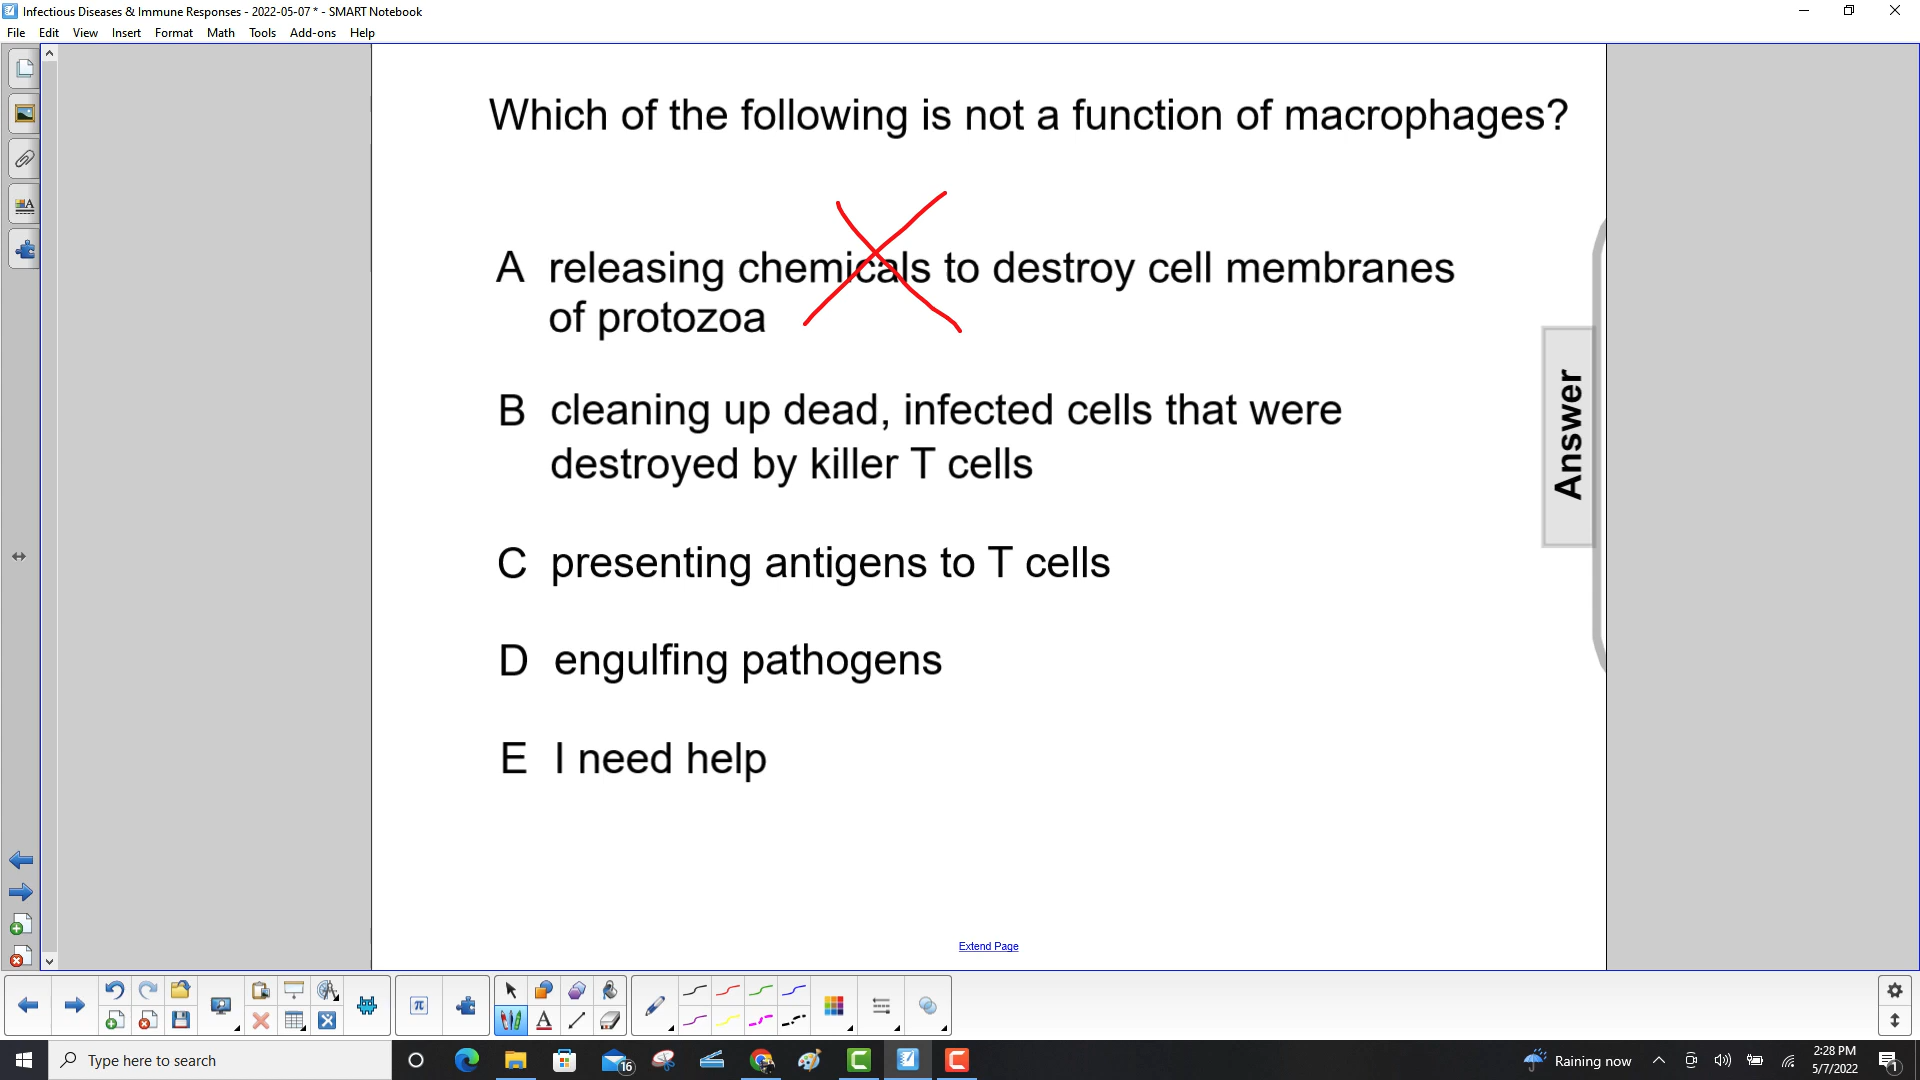 Infectious Diseases & Immune Responses - 2022-05-07 * - SMART Notebook
File Edit View Insert Format Math Tools Add-ons Help
Which of the following is not a function of macrophages?
A releasing chemicals to destroy cell membranes
of protozoa
B cleaning up dead, infected cells that were
destroyed by killer T cells
C presenting antigens to T cells
D engulfing pathogens
E I need help
Answer
Extend Page
Type here to search
16
Raining now
2:28 PM
5/7/2022
1